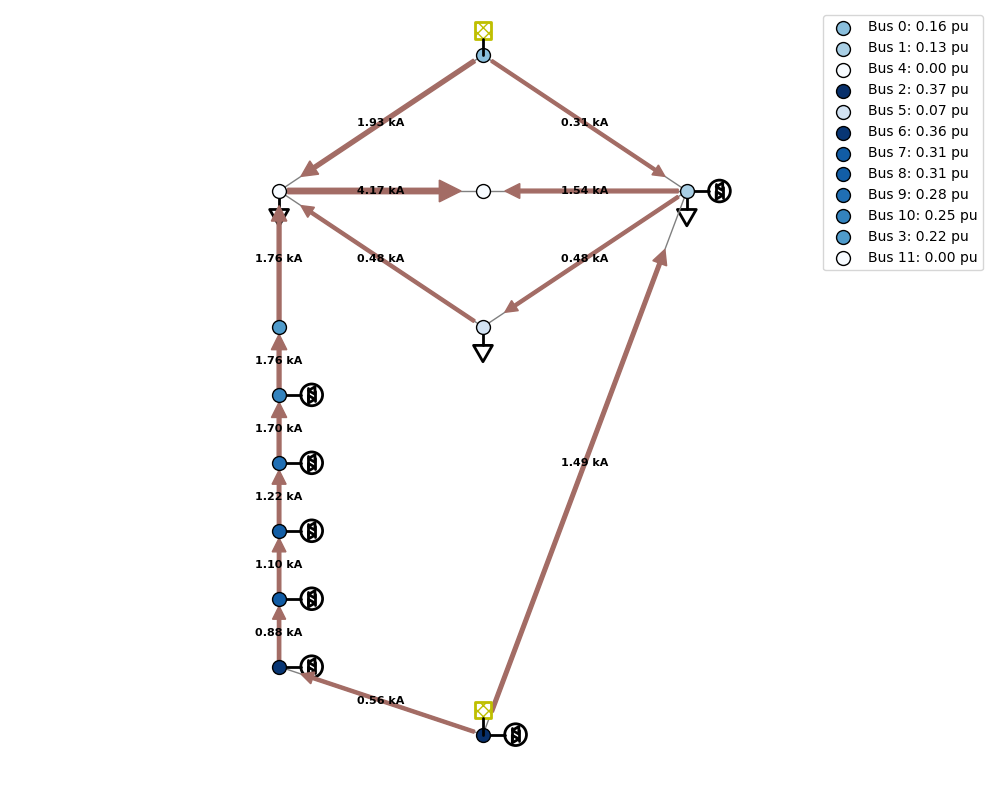 Bus 0: 0.16 pu
Bus 1: 0.13 pu
Bus 4: 0.00 pu
Bus 2: 0.37 pu
Bus 5: 0.07 pu
Bus 6: 0.36 pu
Bus 7: 0.31 pu
Bus 8: 0.31 pu
Bus 9: 0.28 pu
Bus 10: 0.25 pu
Bus 3: 0.22 pu
Bus 11: 0.00 pu
1.93 kA
0.31 kA
4.17 kA
1.54 kA
1.76 kA
0.48 kA
0.48 kA
1.76 kA
1.70 kA
1.49 kA
1.22 kA
1.10 kA
0.88 kA
0.56 kA